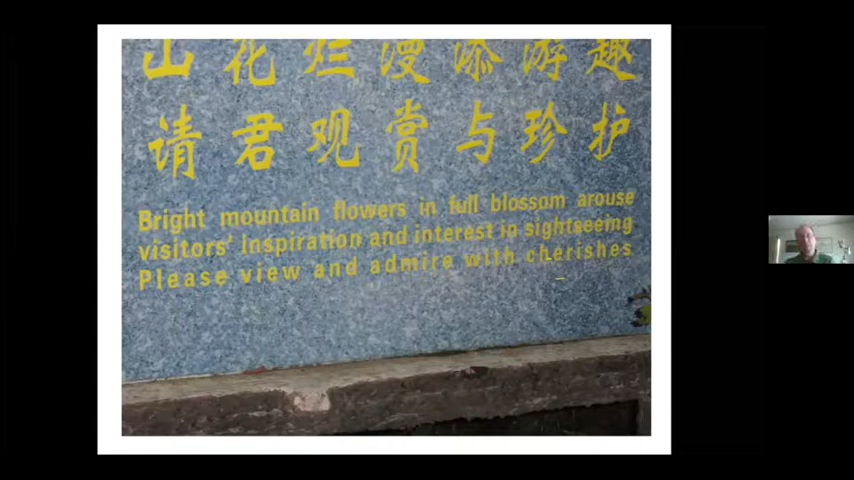 山花烂漫添游趣
请君观赏与珍护
Bright mountain flowers in full blossom arouse
visitors' inspiration and interest in sightseeing
Please view and admire with cherishes